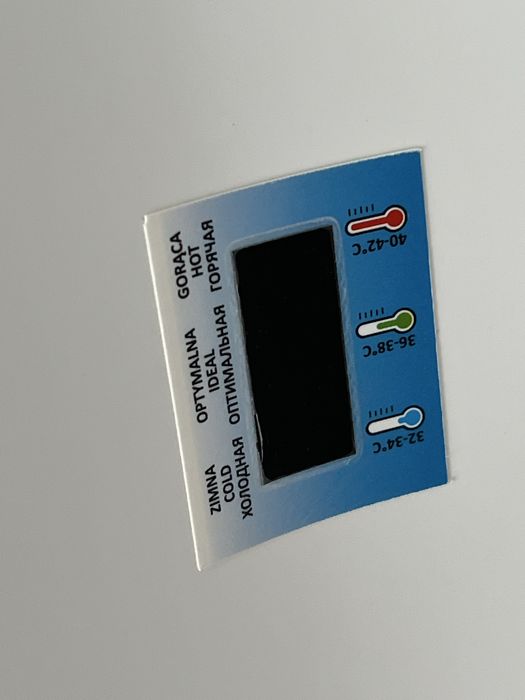 ZIMNA
COLD
ХОЛОДНАЯ
OPTYMALNA
IDEAL
ОПТИМАЛЬНАЯ
GORĄCA
HOT
ГОРЯЧАЯ
32-34°C
36-38°C
40-42°C